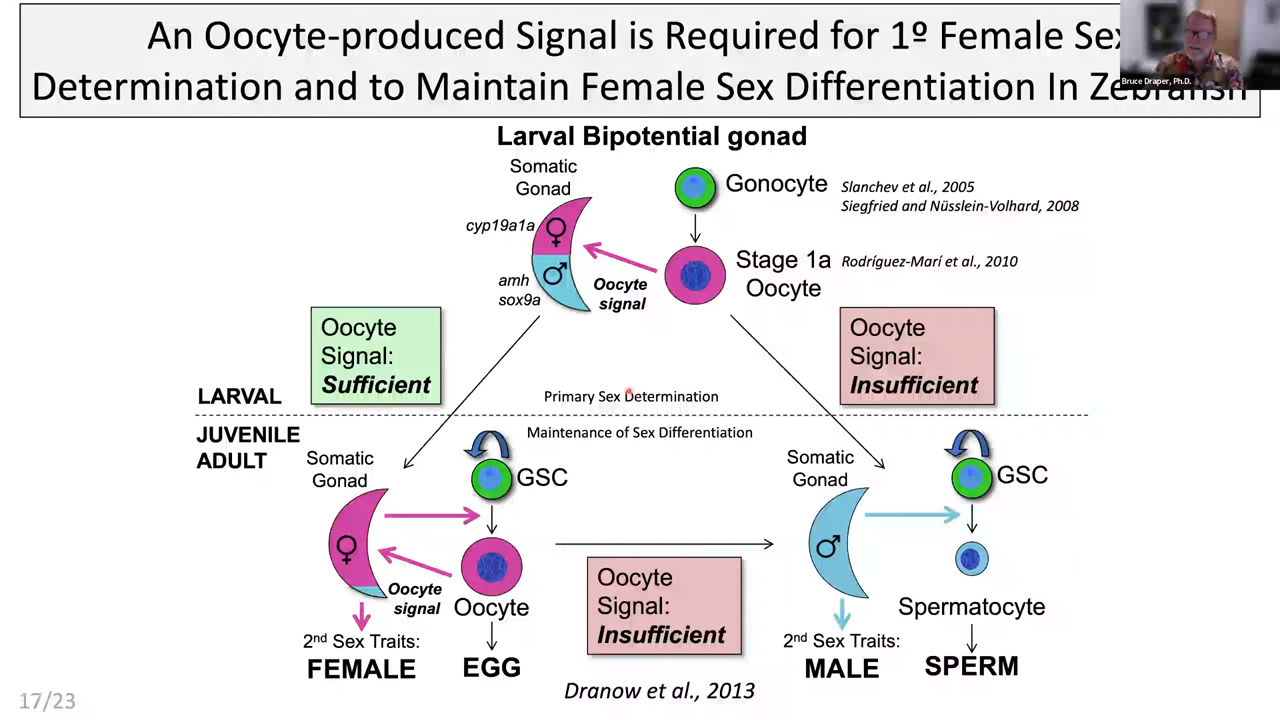 An Oocyte-produced Signal is Required for 1º Female Sex
Determination and to Maintain Female Sex Differentiation In Zebrafish
Bruce Draper, Ph.D.
Larval Bipotential gonad
Somatic
Gonad
Gonocyte
Slanchev et al., 2005
Siegfried and Nüsslein-Volhard, 2008
cyp19a1a
♀
♂
amh
sox9a
Oocyte
signal
Stage 1a
Oocyte
Rodríguez-Marí et al., 2010
Oocyte
Signal:
Sufficient
Oocyte
Signal:
Insufficient
LARVAL
Primary Sex Determination
JUVENILE
ADULT
Maintenance of Sex Differentiation
Somatic
Gonad
GSC
♀
Oocyte
signal
Oocyte
2nd Sex Traits:
FEMALE
EGG
Oocyte
Signal:
Insufficient
Dranow et al., 2013
Somatic
Gonad
GSC
♂
Spermatocyte
2nd Sex Traits:
MALE
SPERM
17/23